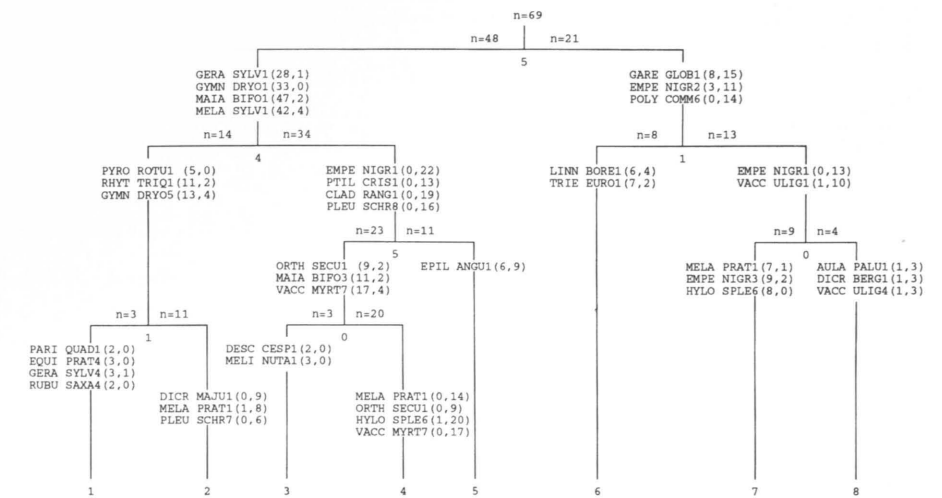 n=69
n=48 n=21
5
GERA SYLV1(28,1)
GYMN DRYO1(33,0)
MAIA BIFO1(47,2)
MELA SYLV1(42,4)
GARE GLOB1(8,15)
EMPE NIGR2(3,11)
POLY COMM6(0,14)
n=14 n=34
4
n=8 n=13
1
PYRO ROTU1 (5,0)
RHYT TRIQ1(11,2)
GYMN DRYO5(13,4)
EMPE NIGR1(0,22)
PTIL CRIS1(0,13)
CLAD RANG1(0,19)
PLEU SCHR8(0,16)
LINN BORE1(6,4)
TRIE EURO1(7,2)
EMPE NIGR1(0,13)
VACC ULIG1(1,10)
n=23 n=11
5
n=9 n=4
0
ORTH SECU1 (9,2)
MAIA BIFO3(11,2)
VACC MYRT7(17,4)
EPIL ANGU1(6,9)
MELA PRAT1(7,1)
EMPE NIGR3(9,2)
HYLO SPLE6(8,0)
AULA PALU1(1,3)
DICR BERG1(1,3)
VACC ULIG4(1,3)
n=3 n=11
1
n=3 n=20
0
PARI QUAD1(2,0)
EQUI PRAT4(3,0)
GERA SYLV4(3,1)
RUBU SAXA4(2,0)
DICR MAJU1(0,9)
MELA PRAT1(1,8)
PLEU SCHR7(0,6)
DESC CESP1(2,0)
MELI NUTA1(3,0)
MELA PRAT1(0,14)
ORTH SECU1(0,9)
HYLO SPLE6(1,20)
VACC MYRT7(0,17)
1 2 3 4 5 6 7 8